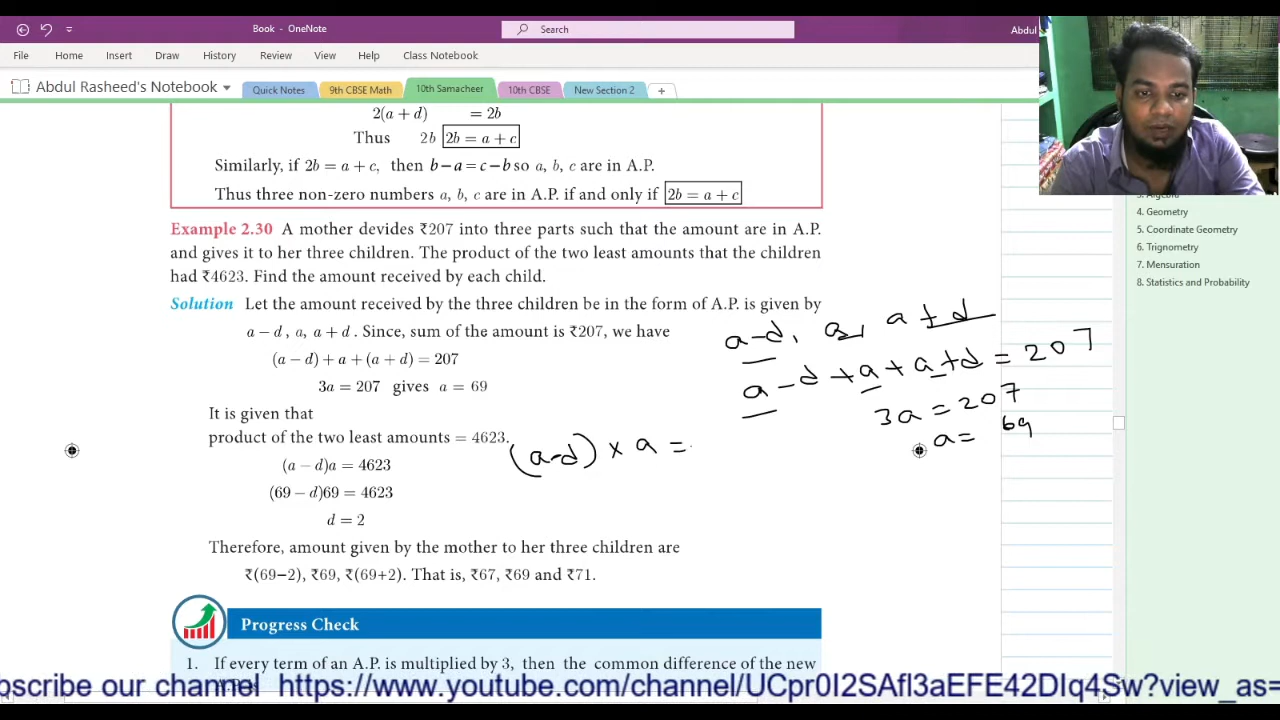 Book - OneNote
Search
Abdul
File Home Insert Draw History Review View Help Class Notebook
Abdul Rasheed's Notebook
Quick Notes 9th CBSE Math 10th Samacheer 10th CBSE New Section 2 +
2(a + d) = 2b
Thus 2b 2b = a + c
Similarly, if 2b = a + c, then b − a = c − b so a, b, c are in A.P.
Thus three non-zero numbers a, b, c are in A.P. if and only if 2b = a + c
Example 2.30 A mother devides ₹207 into three parts such that the amount are in A.P.
and gives it to her three children. The product of the two least amounts that the children
had ₹4623. Find the amount received by each child.
Solution Let the amount received by the three children be in the form of A.P. is given by
a − d , a, a + d . Since, sum of the amount is ₹207, we have
(a − d) + a + (a + d) = 207
3a = 207 gives a = 69
It is given that
product of the two least amounts = 4623.
(a − d)a = 4623
(69 − d)69 = 4623
d = 2
Therefore, amount given by the mother to her three children are
₹(69−2), ₹69, ₹(69+2). That is, ₹67, ₹69 and ₹71.
a-d, a, a+d
a-d+a+a+d = 207
3a = 207
a = 69
(a-d) × a =
Progress Check
1. If every term of an A.P. is multiplied by 3, then the common difference of the new
4. Geometry
5. Coordinate Geometry
6. Trignometry
7. Mensuration
8. Statistics and Probability
bscribe our channel https://www.youtube.com/channel/UCpr0I2SAfl3aEFE42DIq4Sw?view_as=